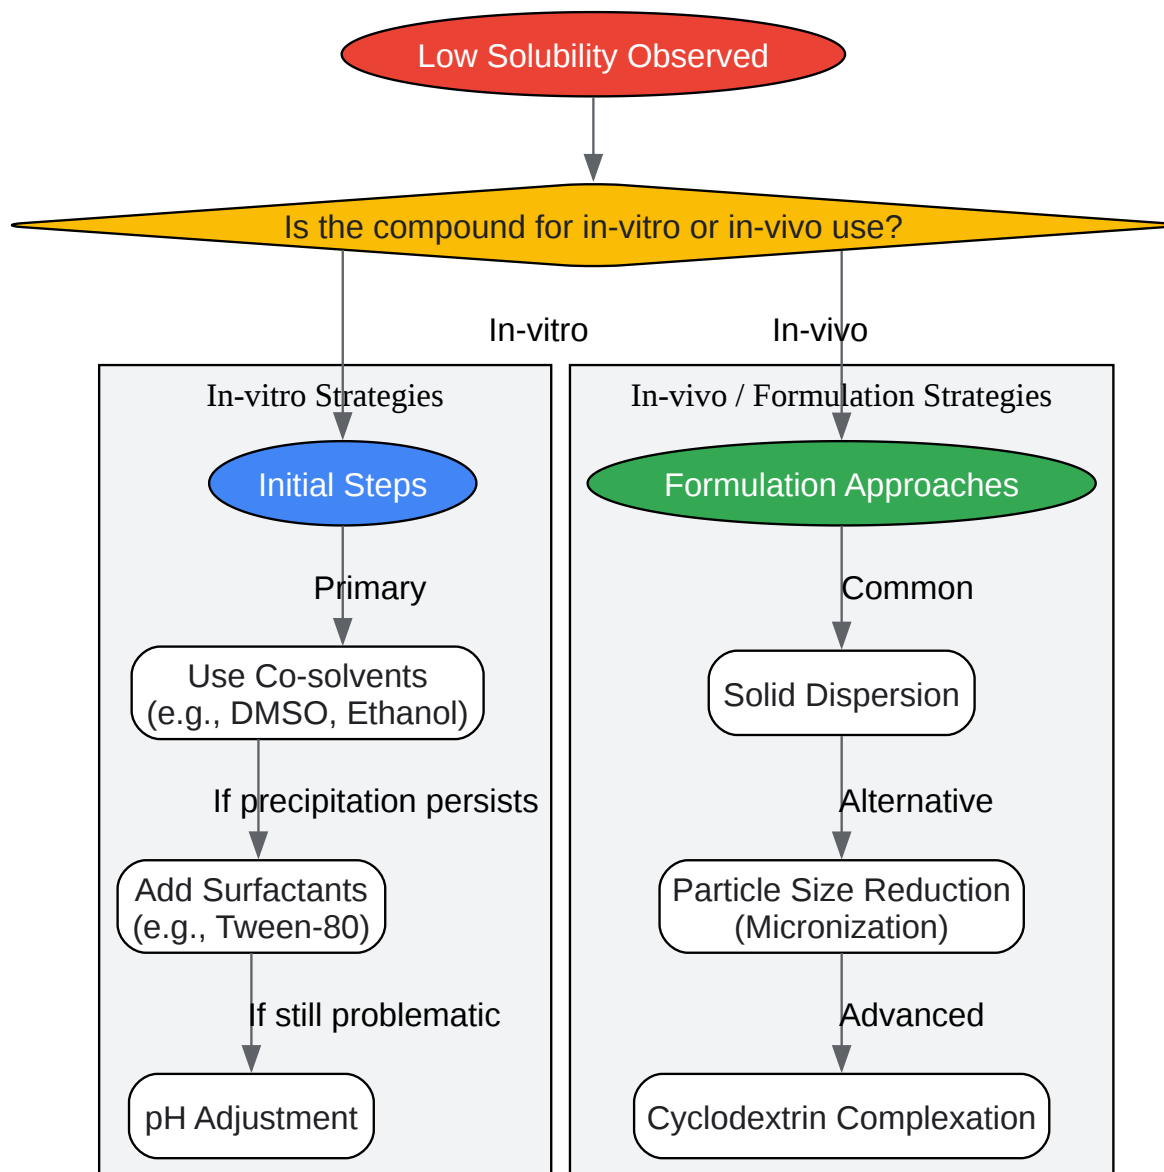 Low Solubility Observed
Is the compound for in-vitro or in-vivo use?
In-vitro
In-vivo
In-vitro Strategies
Initial Steps
Primary
Use Co-solvents
(e.g., DMSO, Ethanol)
If precipitation persists
Add Surfactants
(e.g., Tween-80)
If still problematic
pH Adjustment
In-vivo / Formulation Strategies
Formulation Approaches
Common
Solid Dispersion
Alternative
Particle Size Reduction
(Micronization)
Advanced
Cyclodextrin Complexation